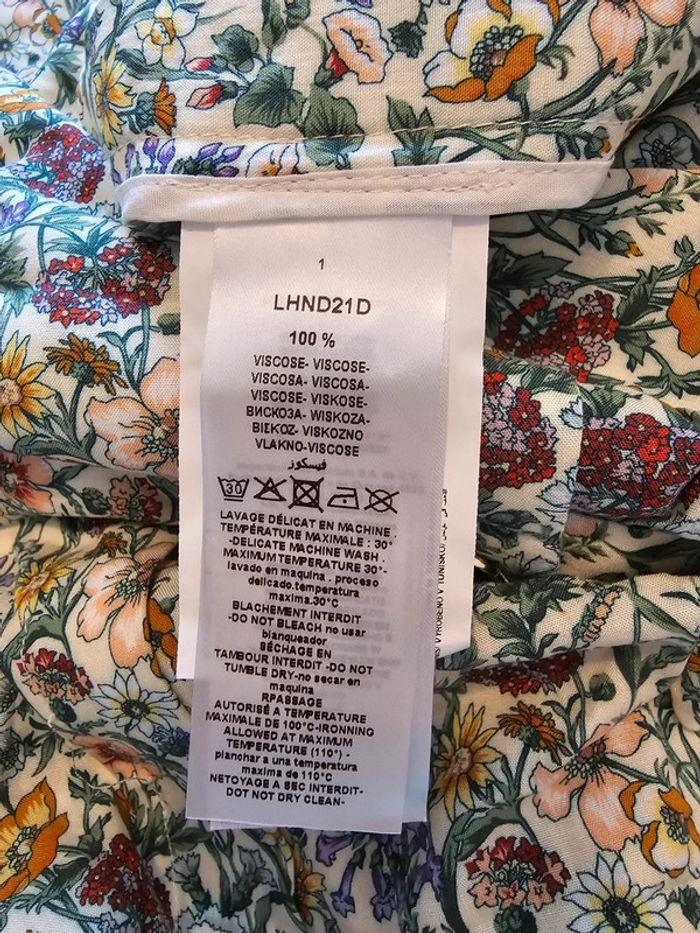 1
LHND21D
100 %
VISCOSE- VISCOSE-
VISCOSA- VISCOSA-
VISCOSE- VISKOSE-
ВИСКОЗА- WISKOZA-
ΒΙΕΚΟΖ- VISKOZNO
VLAKNO-VISCOSE
فيسكوز
30
LAVAGE DÉLICAT EN MACHINE
TEMPÉRATURE MAXIMALE : 30°
-DELICATE MACHINE WASH
MAXIMUM TEMPERATURE 30°-
lavado en maquina . proceso
delicado.temperatura
maxima.30°C
BLACHEMENT INTERDIT
-DO NOT BLEACH no usar
blanqueador
SÉCHAGE EN
TAMBOUR INTERDIT -DO NOT
TUMBLE DRY-no secar en
maquina
RPASSAGE
AUTORISÉ A TEMPERATURE
MAXIMALE DE 100°C-IRONNING
ALLOWED AT MAXIMUM
TEMPERATURE (110°) -
planchar a una temperatura
maxima de 110°C
NETOYAGE A SEC INTERDIT-
DOT NOT DRY CLEAN-
VYROBENO V TUNISKU